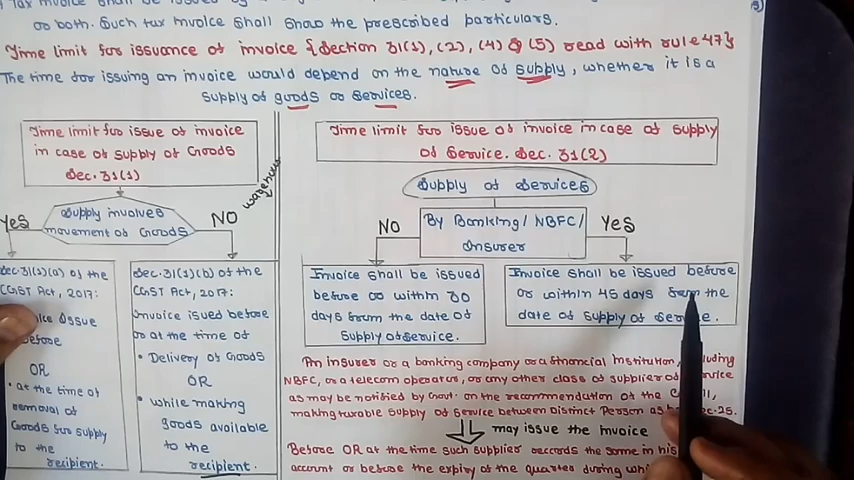 Tax invoice shall be issued by a
or both. Such tax invoice shall show the prescribed particulars.
Time limit for issuance of invoice {Section 31(1), (2), (4) & (5) read with rule 47}
The time for issuing an invoice would depend on the nature of supply, whether it is a
supply of goods or services.
Time limit for issue of invoice
in case of supply of Goods
Sec. 31(1)
Supply involves
movement of Goods
Yes
NO
Sec. 31(1)(a) of the
CGST Act, 2017:
Issue
before
OR
• at the time of
removal of
Goods for supply
to the
recipient.
Sec. 31(1)(b) of the
CGST Act, 2017:
Invoice isued before
or at the time of
• Delivery of Goods
OR
• while making
goods available
to the
recipient.
Time limit for issue of invoice in case of supply
of Service. Sec. 31(2)
Supply of Services
By Banking/NBFC/
Insurer
NO
Yes
Invoice shall be issued
before or within 30
days from the date of
Supply of service.
Invoice shall be issued before
or within 45 days from the
date of supply of
An insurer or a banking company or a financial institution,
NBFC, or a telecom operator, or any other class of supplier of
as may be notified by Govt. on the recommendation of the
making taxable supply of service between Distinct Person as Sec. 25.
may issue the invoice
Before OR at the time such supplier records the same in his
account or before the expiry of the quarter during